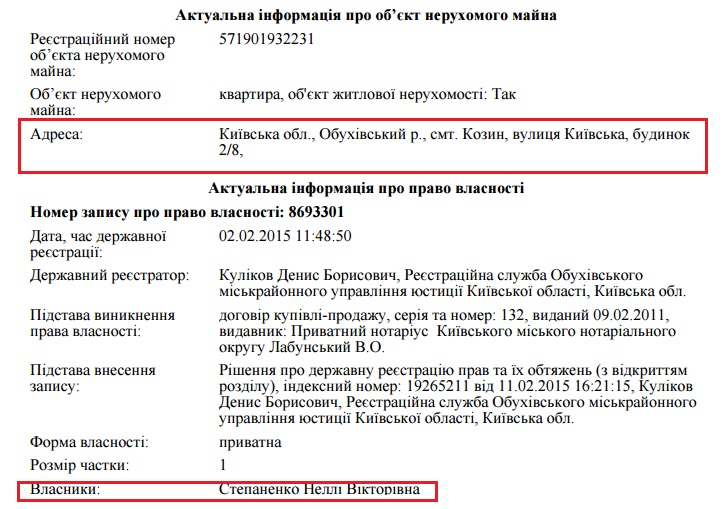 Актуальна інформація про об’єкт нерухомого майна
Реєстраційний номер 571901932231
об’єкта нерухомого
майна:
Об’єкт нерухомого квартира, об'єкт житлової нерухомості: Так
майна:
Адреса: Київська обл., Обухівський р., смт. Козин, вулиця Київська, будинок
2/8,
Актуальна інформація про право власності
Номер запису про право власності: 8693301
Дата, час державної 02.02.2015 11:48:50
реєстрації:
Державний реєстратор: Куліков Денис Борисович, Реєстраційна служба Обухівського
міськрайонного управління юстиції Київської області, Київська обл.
Підстава виникнення договір купівлі-продажу, серія та номер: 132, виданий 09.02.2011,
права власності: видавник: Приватний нотаріус Київського міського нотаріального
округу Лабунський В.О.
Підстава внесення Рішення про державну реєстрацію прав та їх обтяжень (з відкриттям
запису: розділу), індексний номер: 19265211 від 11.02.2015 16:21:15, Куліков
Денис Борисович, Реєстраційна служба Обухівського міськрайонного
управління юстиції Київської області, Київська обл.
Форма власності: приватна
Розмір частки: 1
Власники: Степаненко Неллі Вікторівна